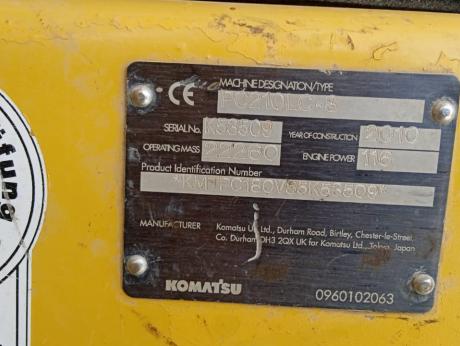 CE
MACHINE DESIGNATION/TYPE
PC210LC-8
SERIAL No. K53509 YEAR OF CONSTRUCTION 2010
OPERATING MASS 22280 ENGINE POWER 116
Product Identification Number
MANUFACTURER Komatsu UK Ltd., Durham Road, Birtley, Chester-le-Street
Co. Durham DH3 2QX UK for Komatsu Ltd., Tokyo, Japan
KOMATSU 0960102063
üfung